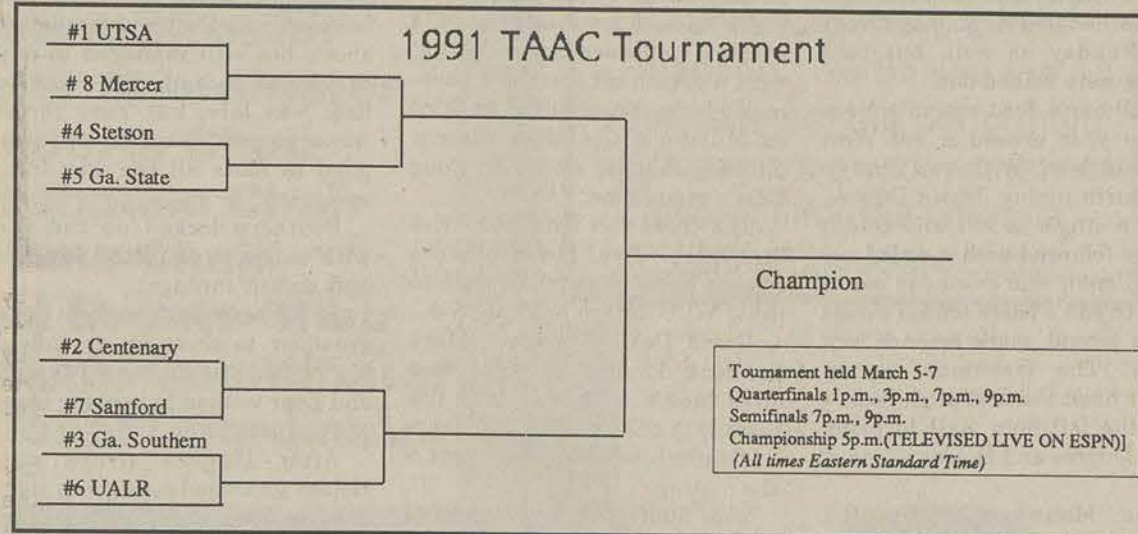 1991 TAAC Tournament
#1 UTSA
# 8 Mercer
#4 Stetson
#5 Ga. State
#2 Centenary
#7 Samford
#3 Ga. Southern
#6 UALR
Champion
Tournament held March 5-7
Quarterfinals 1p.m., 3p.m., 7p.m., 9p.m.
Semifinals 7p.m., 9p.m.
Championship 5p.m.(TELEVISED LIVE ON ESPN)]
(All times Eastern Standard Time)